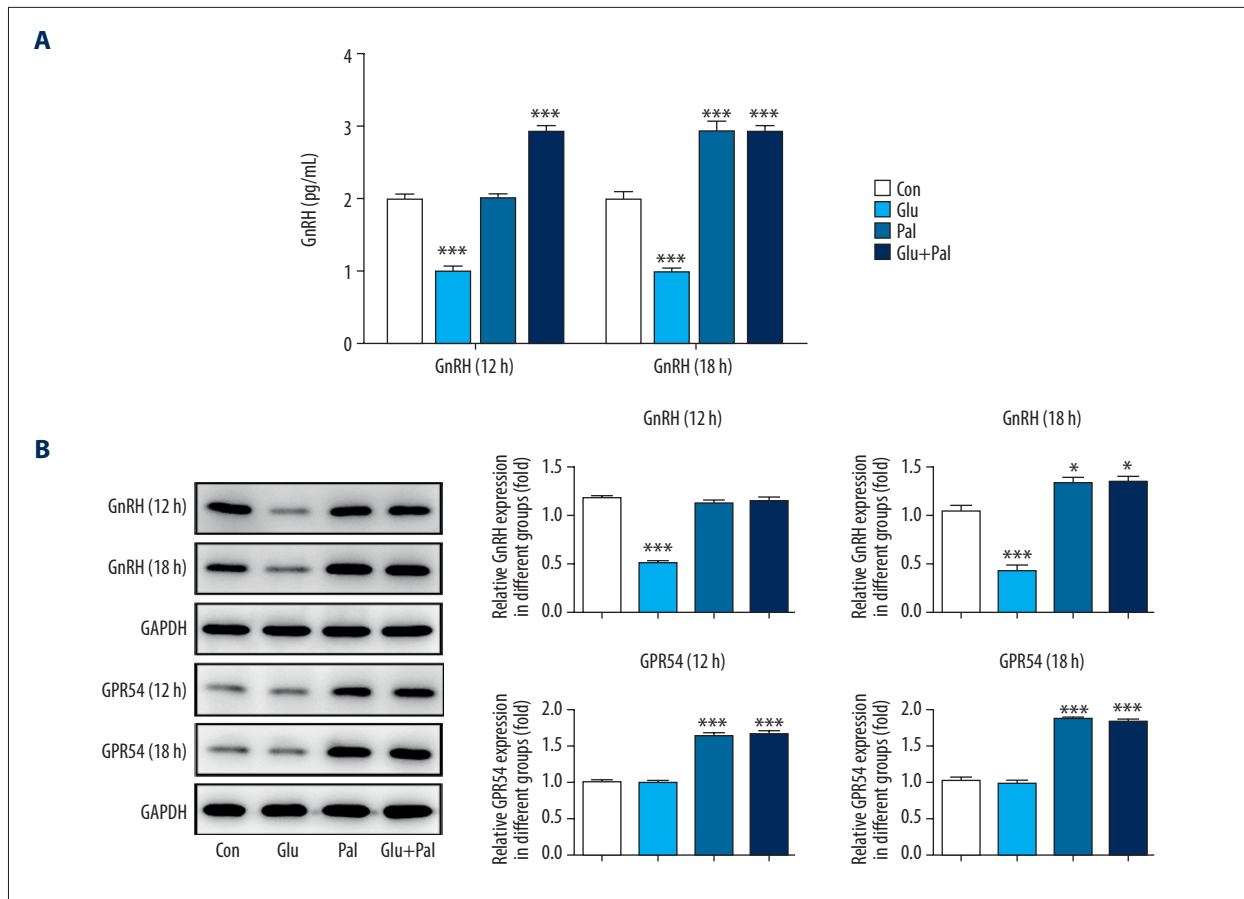 A
GnRH (pg/mL)
4
3
2
1
0
***
***
***
***
***
GnRH (12 h)
GnRH (18 h)
Con
Glu
Pal
Glu+Pal
B
GnRH (12 h)
GnRH (18 h)
GAPDH
GPR54 (12 h)
GPR54 (18 h)
GAPDH
Con
Glu
Pal
Glu+Pal
GnRH (12 h)
Relative GnRH expression
in different groups (fold)
1.5
1.0
0.5
0.0
***
GnRH (18 h)
Relative GnRH expression
in different groups (fold)
1.5
1.0
0.5
0.0
***
*
*
GPR54 (12 h)
Relative GPR54 expression
in different groups (fold)
2.0
1.5
1.0
0.5
0.0
***
***
GPR54 (18 h)
Relative GPR54 expression
in different groups (fold)
2.0
1.5
1.0
0.5
0.0
***
***